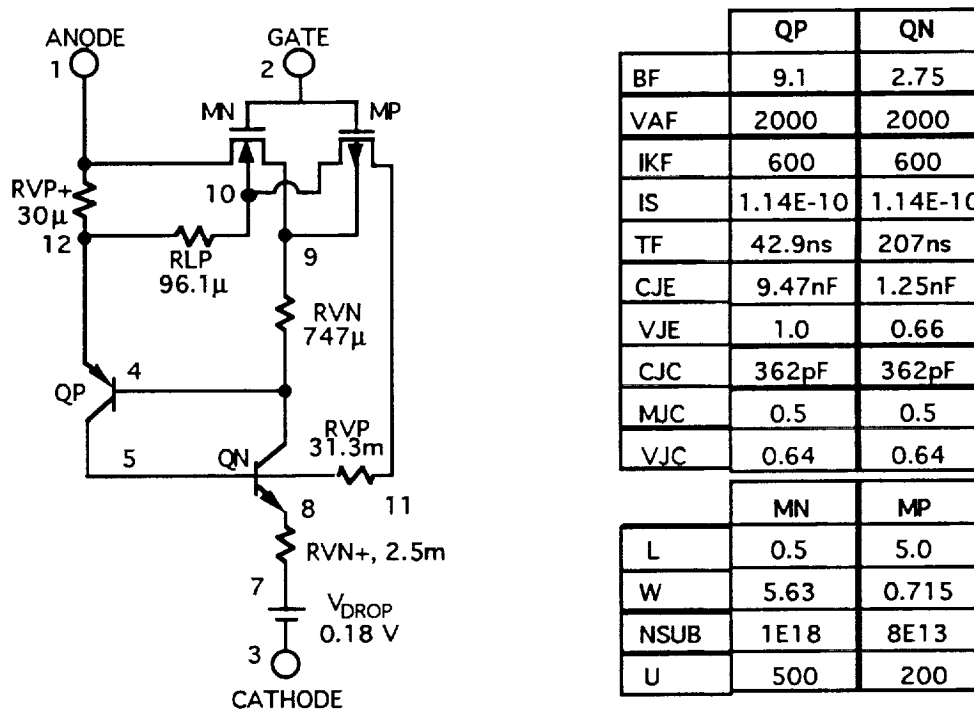 ANODE
1
GATE
2
MN
MP
RVP+
30µ
10
12
RLP
96.1µ
9
RVN
747µ
4
QP
RVP
31.3m
5
QN
8
11
RVN+, 2.5m
7
VDROP
0.18 V
3
CATHODE
QP QN
BF 9.1 2.75
VAF 2000 2000
IKF 600 600
IS 1.14E-10 1.14E-10
TF 42.9ns 207ns
CJE 9.47nF 1.25nF
VJE 1.0 0.66
CJC 362pF 362pF
MJC 0.5 0.5
VJC 0.64 0.64
MN MP
L 0.5 5.0
W 5.63 0.715
NSUB 1E18 8E13
U 500 200